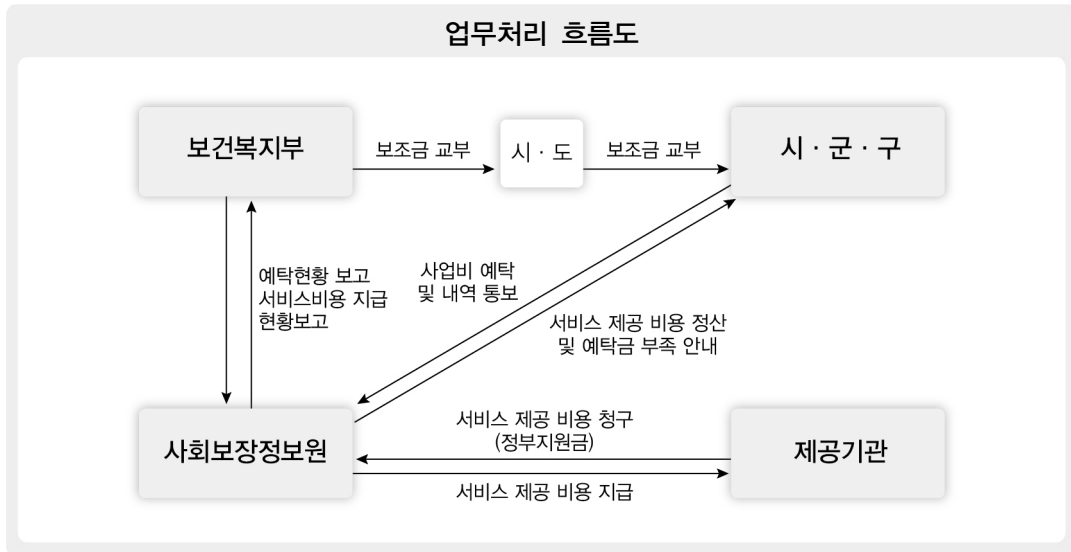 업무처리 흐름도
보건복지부
보조금 교부
시 · 도
보조금 교부
시 · 군 · 구
예탁현황 보고
서비스비용 지급
현황보고
사업비 예탁
및 내역 통보
서비스 제공 비용 정산
및 예탁금 부족 안내
사회보장정보원
서비스 제공 비용 청구
(정부지원금)
서비스 제공 비용 지급
제공기관